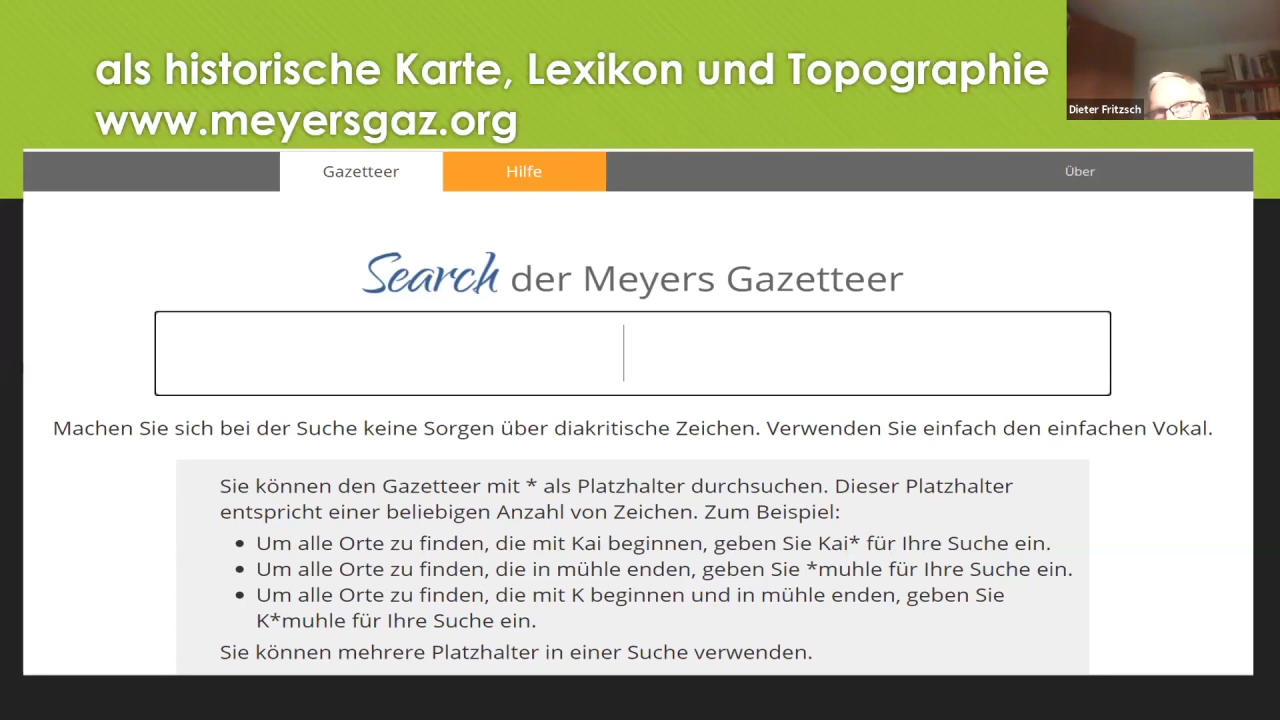 als historische Karte, Lexikon und Topographie
www.meyersgaz.org
Dieter Fritzsch
Gazetteer
Hilfe
Über
Search der Meyers Gazetteer
Machen Sie sich bei der Suche keine Sorgen über diakritische Zeichen. Verwenden Sie einfach den einfachen Vokal.
Sie können den Gazetteer mit * als Platzhalter durchsuchen. Dieser Platzhalter
entspricht einer beliebigen Anzahl von Zeichen. Zum Beispiel:
• Um alle Orte zu finden, die mit Kai beginnen, geben Sie Kai* für Ihre Suche ein.
• Um alle Orte zu finden, die in mühle enden, geben Sie *muhle für Ihre Suche ein.
• Um alle Orte zu finden, die mit K beginnen und in mühle enden, geben Sie
K*muhle für Ihre Suche ein.
Sie können mehrere Platzhalter in einer Suche verwenden.